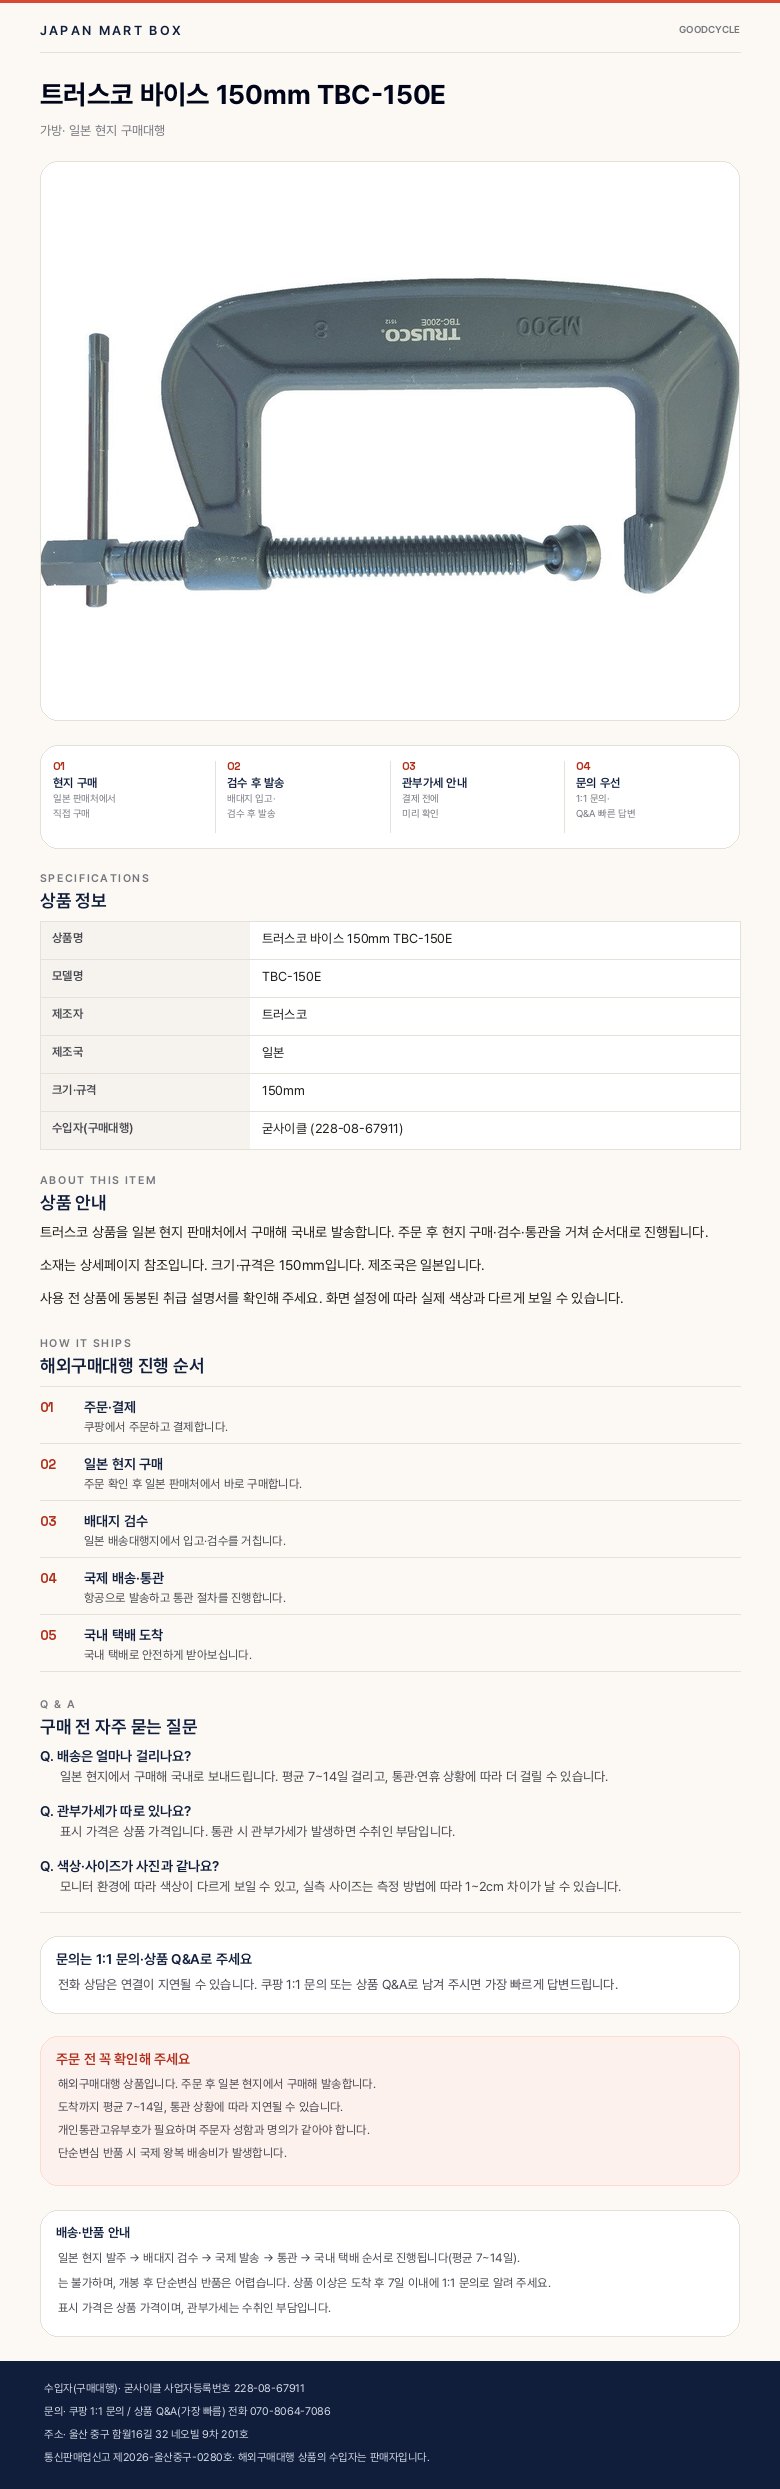 JAPAN MART BOX
GOODCYCLE
트러스코 바이스 150mm TBC-150E
가방· 일본 현지 구매대행
8
TRUSCO®
TBC-200E
1512
M200
01
현지 구매
일본 판매처에서
직접 구매
02
검수 후 발송
배대지 입고·
검수 후 발송
03
관부가세 안내
결제 전에
미리 확인
04
문의 우선
1:1 문의·
Q&A 빠른 답변
SPECIFICATIONS
상품 정보
상품명 트러스코 바이스 150mm TBC-150E
모델명 TBC-150E
제조자 트러스코
제조국 일본
크기·규격 150mm
수입자(구매대행) 굳사이클 (228-08-67911)
ABOUT THIS ITEM
상품 안내
트러스코 상품을 일본 현지 판매처에서 구매해 국내로 발송합니다. 주문 후 현지 구매·검수·통관을 거쳐 순서대로 진행됩니다.
소재는 상세페이지 참조입니다. 크기·규격은 150mm입니다. 제조국은 일본입니다.
사용 전 상품에 동봉된 취급 설명서를 확인해 주세요. 화면 설정에 따라 실제 색상과 다르게 보일 수 있습니다.
HOW IT SHIPS
해외구매대행 진행 순서
01 주문·결제
쿠팡에서 주문하고 결제합니다.
02 일본 현지 구매
주문 확인 후 일본 판매처에서 바로 구매합니다.
03 배대지 검수
일본 배송대행지에서 입고·검수를 거칩니다.
04 국제 배송·통관
항공으로 발송하고 통관 절차를 진행합니다.
05 국내 택배 도착
국내 택배로 안전하게 받아보십니다.
Q & A
구매 전 자주 묻는 질문
Q. 배송은 얼마나 걸리나요?
일본 현지에서 구매해 국내로 보내드립니다. 평균 7~14일 걸리고, 통관·연휴 상황에 따라 더 걸릴 수 있습니다.
Q. 관부가세가 따로 있나요?
표시 가격은 상품 가격입니다. 통관 시 관부가세가 발생하면 수취인 부담입니다.
Q. 색상·사이즈가 사진과 같나요?
모니터 환경에 따라 색상이 다르게 보일 수 있고, 실측 사이즈는 측정 방법에 따라 1~2cm 차이가 날 수 있습니다.
문의는 1:1 문의·상품 Q&A로 주세요
전화 상담은 연결이 지연될 수 있습니다. 쿠팡 1:1 문의 또는 상품 Q&A로 남겨 주시면 가장 빠르게 답변드립니다.
주문 전 꼭 확인해 주세요
해외구매대행 상품입니다. 주문 후 일본 현지에서 구매해 발송합니다.
도착까지 평균 7~14일, 통관 상황에 따라 지연될 수 있습니다.
개인통관고유부호가 필요하며 주문자 성함과 명의가 같아야 합니다.
단순변심 반품 시 국제 왕복 배송비가 발생합니다.
배송·반품 안내
일본 현지 발주 → 배대지 검수 → 국제 발송 → 통관 → 국내 택배 순서로 진행됩니다(평균 7~14일).
는 불가하며, 개봉 후 단순변심 반품은 어렵습니다. 상품 이상은 도착 후 7일 이내에 1:1 문의로 알려 주세요.
표시 가격은 상품 가격이며, 관부가세는 수취인 부담입니다.
수입자(구매대행)· 굳사이클 사업자등록번호 228-08-67911
문의· 쿠팡 1:1 문의 / 상품 Q&A(가장 빠름) 전화 070-8064-7086
주소· 울산 중구 함월16길 32 네오빌 9차 201호
통신판매업신고 제2026-울산중구-0280호· 해외구매대행 상품의 수입자는 판매자입니다.